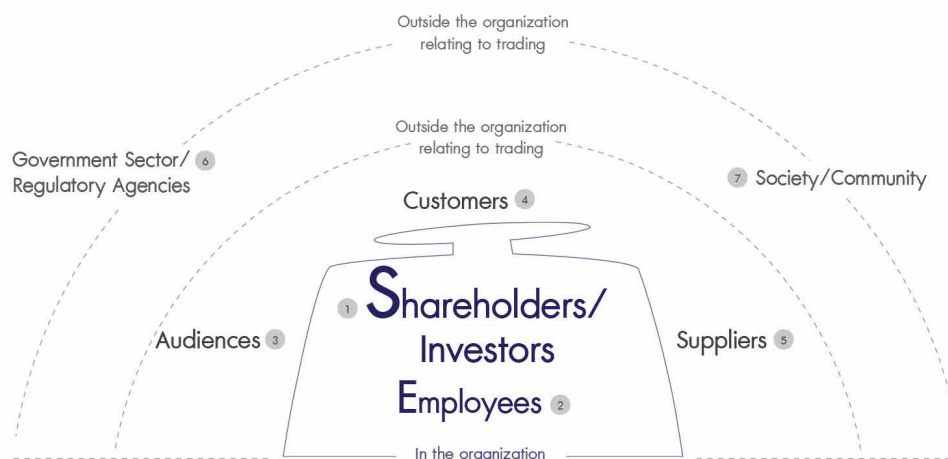 Outside the organization
relating to trading
Outside the organization
relating to trading
Government Sector/ 6
Regulatory Agencies
7 Society/Community
Customers 4
1 Shareholders/
Investors
Audiences 3
Suppliers 5
Employees 2
In the organization